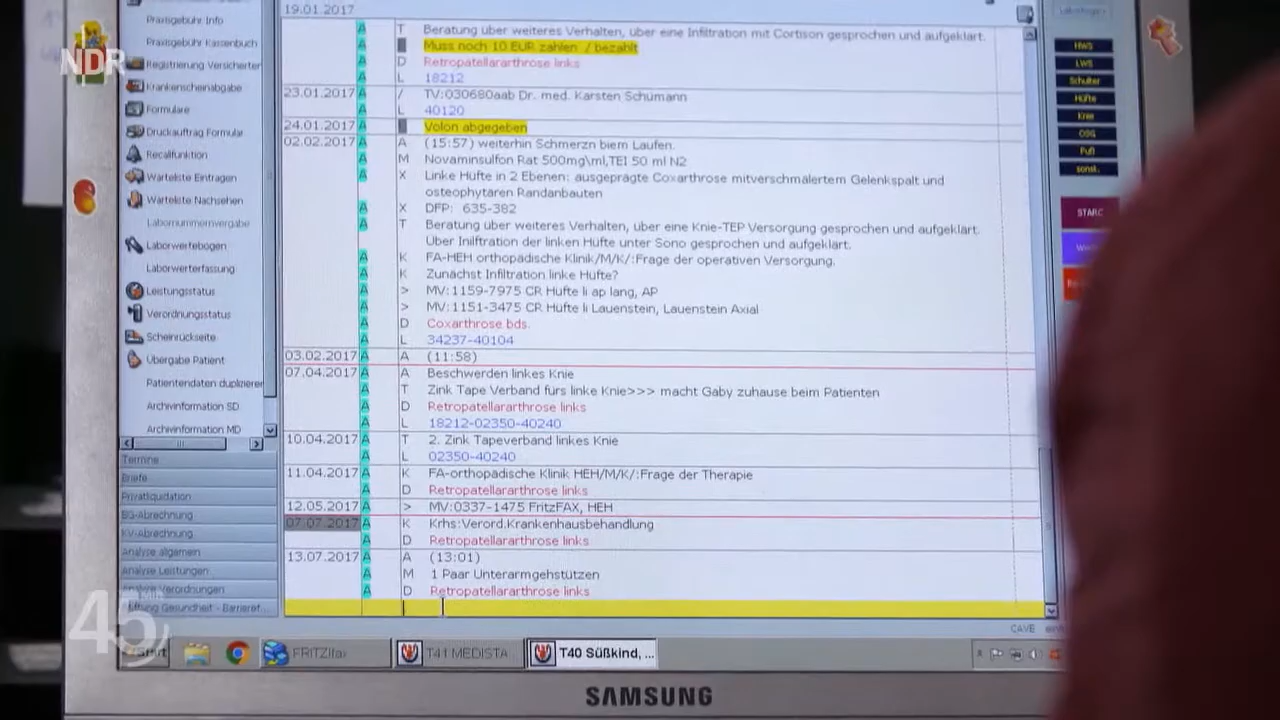 19.01.2017
Praxisgebühr Info
Praxisgebühr Kassenbuch
Registrierung Versicherter
Krankenscheinabgabe
Formulare
Druckauftrag Formular
Recallfunktion
Warteliste Eintragen
Warteliste Nachsehen
Labornummernvergabe
Laborwertebogen
Laborwerterfassung
Leistungsstatus
Verordnungsstatus
Scheinrückseite
Übergabe Patient
Patientendaten duplizieren
Archivinformation SD
Archivinformation MD
Termine
Briefe
Privatliquidation
BG-Abrechnung
KV-Abrechnung
Analyse allgemein
Analyse Leistungen
Analyse Verordnungen
Stiftung Gesundheit - Barrieref...
A T Beratung über weiteres Verhalten, über eine Infiltration mit Cortison gesprochen und aufgeklärt.
A Muss noch 10 EUR zahlen / bezahlt
A D Retropatellararthrose links
A L 18212
23.01.2017 A TV:030680aab Dr. med. Karsten Schumann
A L 40120
24.01.2017 A Volon abgegeben
02.02.2017 A A (15:57) weiterhin Schmerzn biem Laufen.
A M Novaminsulfon Rat 500mg\ml,TEI 50 ml N2
A X Linke Hüfte in 2 Ebenen: ausgeprägte Coxarthrose mitverschmälertem Gelenkspalt und
osteophytären Randanbauten
A X DFP: 635-382
A T Beratung über weiteres Verhalten, über eine Knie-TEP Versorgung gesprochen und aufgeklärt.
Über Inilftration der linken Hüfte unter Sono gesprochen und aufgeklärt.
A K FA-HEH orthopädische Klinik/M/K/:Frage der operativen Versorgung.
A K Zunächst Infiltration linke Hüfte?
A > MV:1159-7975 CR Hüfte li ap lang, AP
A > MV:1151-3475 CR Hüfte li Lauenstein, Lauenstein Axial
A D Coxarthrose bds.
A L 34237-40104
03.02.2017 A A (11:58)
07.04.2017 A A Beschwerden linkes Knie
A T Zink Tape Verband fürs linke Knie>>> macht Gaby zuhause beim Patienten
A D Retropatellararthrose links
A L 18212-02350-40240
10.04.2017 A T 2. Zink Tapeverband linkes Knie
A L 02350-40240
11.04.2017 A K FA-orthopädische Klinik HEH/M/K/:Frage der Therapie
A D Retropatellararthrose links
12.05.2017 A > MV:0337-1475 FritzFAX, HEH
07.07.2017 A K Krhs:Verord.Krankenhausbehandlung
A D Retropatellararthrose links
13.07.2017 A A (13:01)
A M 1 Paar Unterarmgehstützen
A D Retropatellararthrose links
HWS
LWS
Schulter
Hüfte
Knie
OSG
Fuß
sonst.
STARC
CAVE
Start
FRITZ!fax
T41 MEDISTA...
T40 Süßkind, ...
SAMSUNG
NDR
45
Min